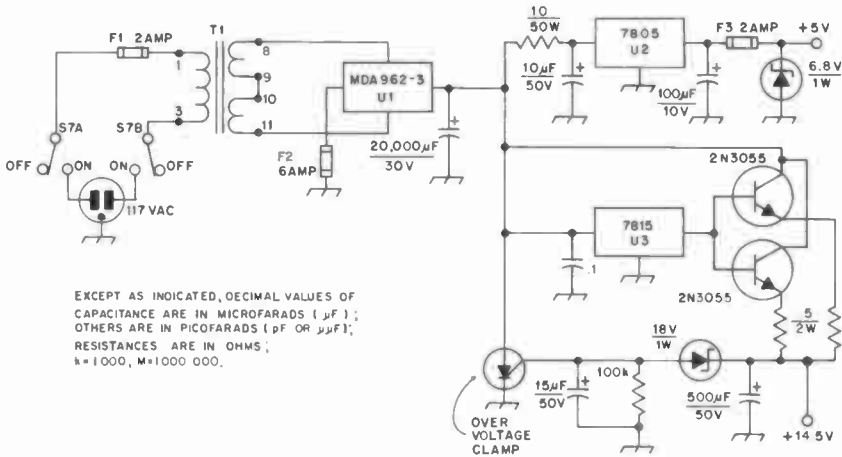 F1 2AMP
T1
1
3
8
9
10
11
S7A
S7B
OFF
ON
ON
OFF
117 VAC
MDA962-3
U1
F2
6AMP
+
20,000µF
30V
10
50W
+
10µF
50V
7805
U2
+
100µF
10V
F3 2AMP
+5V
6.8V
1W
2N3055
7815
U3
.1
2N3055
5
2W
18V
1W
100k
+
15µF
50V
+
500µF
50V
+14.5V
OVER
VOLTAGE
CLAMP
EXCEPT AS INDICATED, DECIMAL VALUES OF
CAPACITANCE ARE IN MICROFARADS ( µF ) ;
OTHERS ARE IN PICOFARADS ( pF OR µµF ) ;
RESISTANCES ARE IN OHMS ;
k = 1000, M=1000 000.